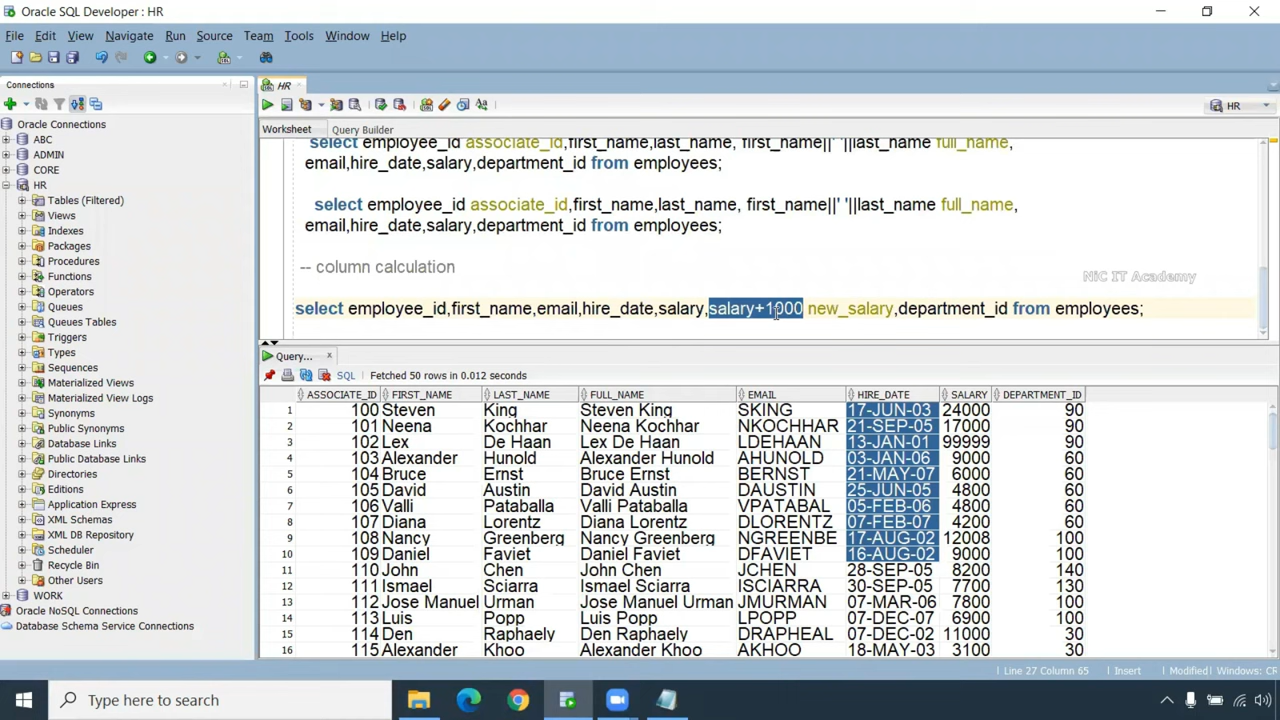 Oracle SQL Developer : HR
File Edit View Navigate Run Source Team Tools Window Help
Connections
HR
HR
Oracle Connections
ABC
ADMIN
CORE
HR
Tables (Filtered)
Views
Indexes
Packages
Procedures
Functions
Operators
Queues
Queues Tables
Triggers
Types
Sequences
Materialized Views
Materialized View Logs
Synonyms
Public Synonyms
Database Links
Public Database Links
Directories
Editions
Application Express
XML Schemas
XML DB Repository
Scheduler
Recycle Bin
Other Users
WORK
Oracle NoSQL Connections
Database Schema Service Connections
Worksheet Query Builder
select employee_id associate_id,first_name,last_name, first_name||' '||last_name full_name,
email,hire_date,salary,department_id from employees;
select employee_id associate_id,first_name,last_name, first_name||' '||last_name full_name,
email,hire_date,salary,department_id from employees;
-- column calculation
NiC IT Academy
select employee_id,first_name,email,hire_date,salary,salary+1000 new_salary,department_id from employees;
Query...
SQL Fetched 50 rows in 0.012 seconds
ASSOCIATE_ID FIRST_NAME LAST_NAME FULL_NAME EMAIL HIRE_DATE SALARY DEPARTMENT_ID
1 100 Steven King Steven King SKING 17-JUN-03 24000 90
2 101 Neena Kochhar Neena Kochhar NKOCHHAR 21-SEP-05 17000 90
3 102 Lex De Haan Lex De Haan LDEHAAN 13-JAN-01 99999 90
4 103 Alexander Hunold Alexander Hunold AHUNOLD 03-JAN-06 9000 60
5 104 Bruce Ernst Bruce Ernst BERNST 21-MAY-07 6000 60
6 105 David Austin David Austin DAUSTIN 25-JUN-05 4800 60
7 106 Valli Pataballa Valli Pataballa VPATABAL 05-FEB-06 4800 60
8 107 Diana Lorentz Diana Lorentz DLORENTZ 07-FEB-07 4200 60
9 108 Nancy Greenberg Nancy Greenberg NGREENBE 17-AUG-02 12008 100
10 109 Daniel Faviet Daniel Faviet DFAVIET 16-AUG-02 9000 100
11 110 John Chen John Chen JCHEN 28-SEP-05 8200 140
12 111 Ismael Sciarra Ismael Sciarra ISCIARRA 30-SEP-05 7700 130
13 112 Jose Manuel Urman Jose Manuel Urman JMURMAN 07-MAR-06 7800 100
14 113 Luis Popp Luis Popp LPOPP 07-DEC-07 6900 100
15 114 Den Raphaely Den Raphaely DRAPHEAL 07-DEC-02 11000 30
16 115 Alexander Khoo Alexander Khoo AKHOO 18-MAY-03 3100 30
Line 27 Column 65 Insert Modified Windows: CR
Type here to search